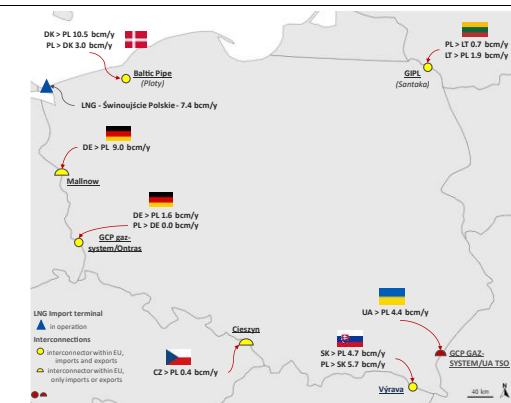 DK > PL 10.5 bcm/y
PL > DK 3.0 bcm/y
Baltic Pipe
(Płoty)
LNG - Świnoujście Polskie - 7.4 bcm/y
PL > LT 0.7 bcm/y
LT > PL 1.9 bcm/y
GIPL
(Santaka)
DE > PL 9.0 bcm/y
Mallnow
DE > PL 1.6 bcm/y
PL > DE 0.0 bcm/y
GCP gaz-
system/Ontras
UA > PL 4.4 bcm/y
GCP GAZ-
SYSTEM/UA TSO
Cieszyn
CZ > PL 0.4 bcm/y
SK > PL 4.7 bcm/y
PL > SK 5.7 bcm/y
Výrava
LNG Import terminal
in operation
Interconnections
interconnector within EU,
imports and exports
interconnector within EU,
only imports or exports
40 km
N